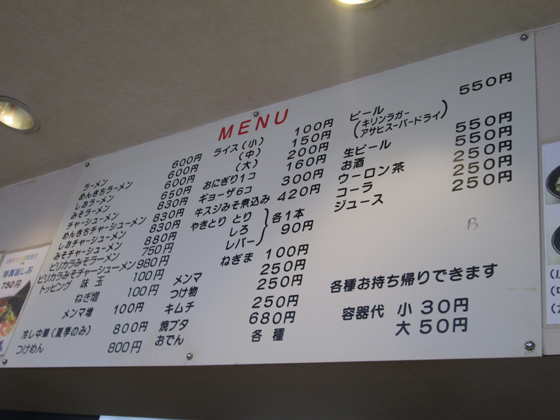 MENU
ラーメン 600円
めんきちラーメン 600円
しおラーメン 600円
みそラーメン 650円
チャーシューメン 830円
めんきちチャーシューメン 830円
しおチャーシューメン 830円
みそチャーシューメン 880円
ピリカラみそラーメン 750円
ピリカラみそチャーシューメン 980円
トッピング 味玉 100円
ねぎ増 100円
メンマ増 100円
冷し中華(夏季のみ) 800円
つけめん 800円
ライス(小) 100円
(中) 150円
(大) 200円
おにぎり1コ 160円
ギョーザ6コ 300円
牛スジみそ煮込み 420円
やきとり とり
しろ
レバー
各1本
90円
ねぎま 100円
メンマ 250円
つけ物 250円
キムチ 250円
焼ブタ 680円
おでん 各種
ビール 550円
(キリンラガー
アサヒスーパードライ)
生ビール 550円
お酒 550円
ウーロン茶 250円
コーラ 250円
ジュース 250円
各種お持ち帰りできます
容器代 小 30円
大 50円
750円